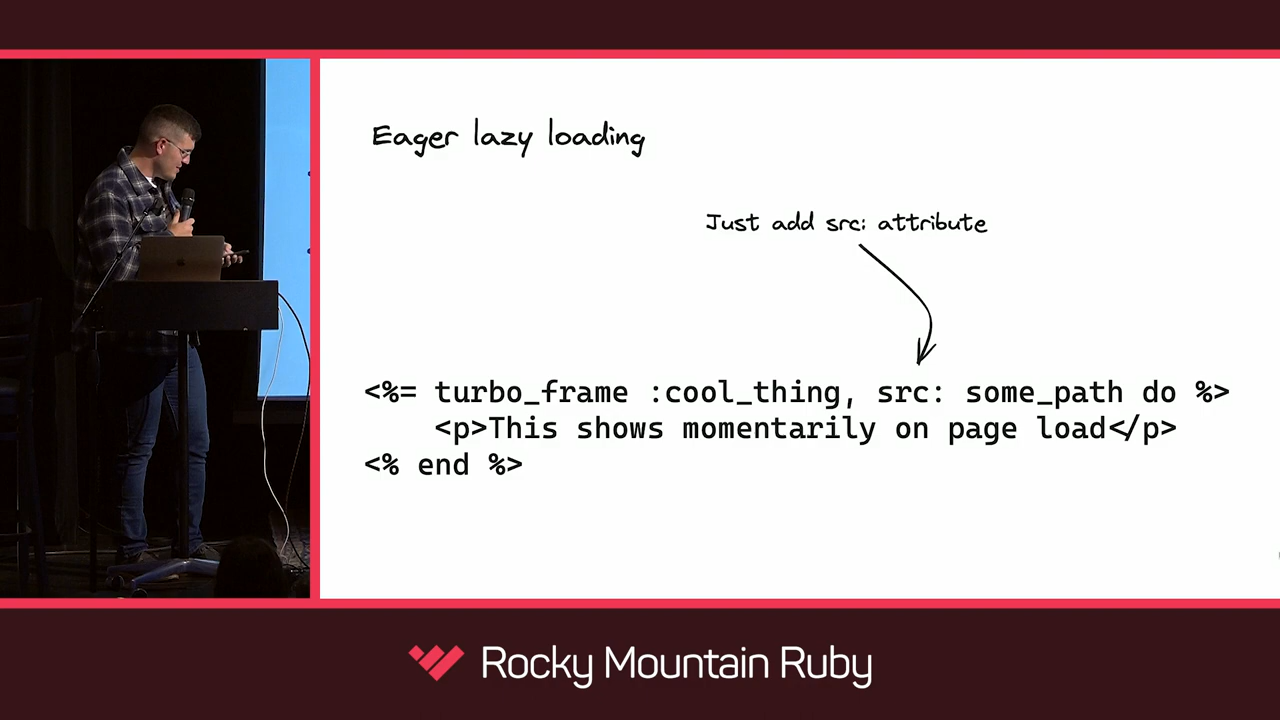 Eager lazy loading
Just add src: attribute
<%= turbo_frame :cool_thing, src: some_path do %>
<p>This shows momentarily on page load</p>
<% end %>
Rocky Mountain Ruby